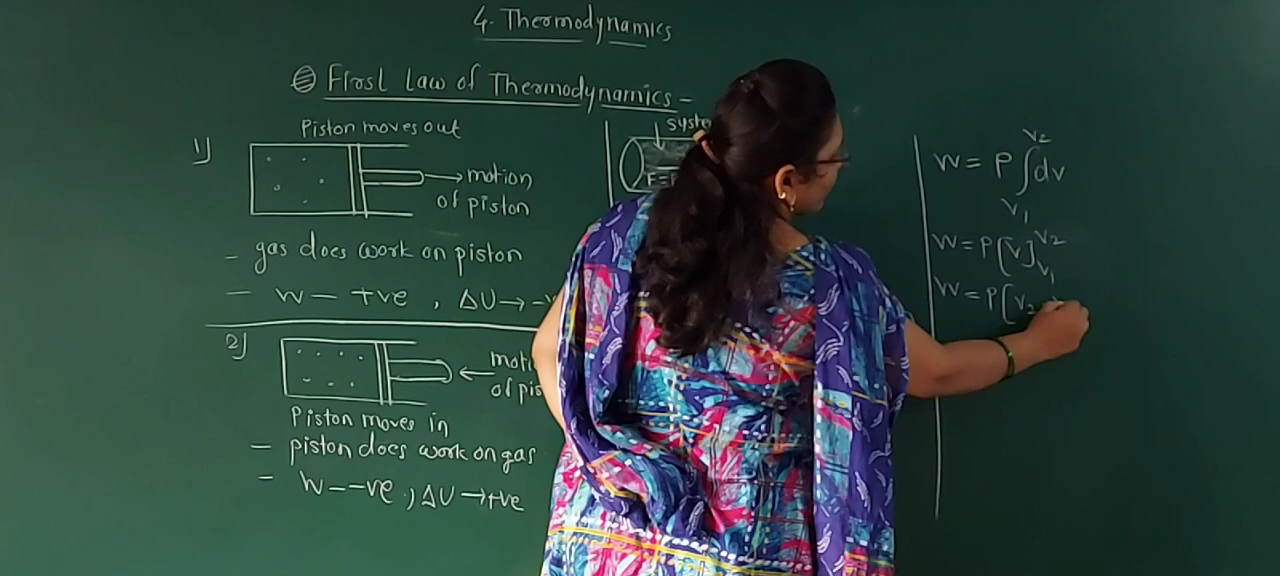 4. Thermodynamics
First Law of Thermodynamics -
1)
Piston moves out
→ motion
of piston
- gas does work on piston
- W - +ve , ΔU → -v
2)
← 
of
Piston moves in
- piston does work on gas
- W - -ve , ΔU → +ve
W = P ∫ dv
V2
V1
W = P[V]V2
V1
W = P[V2